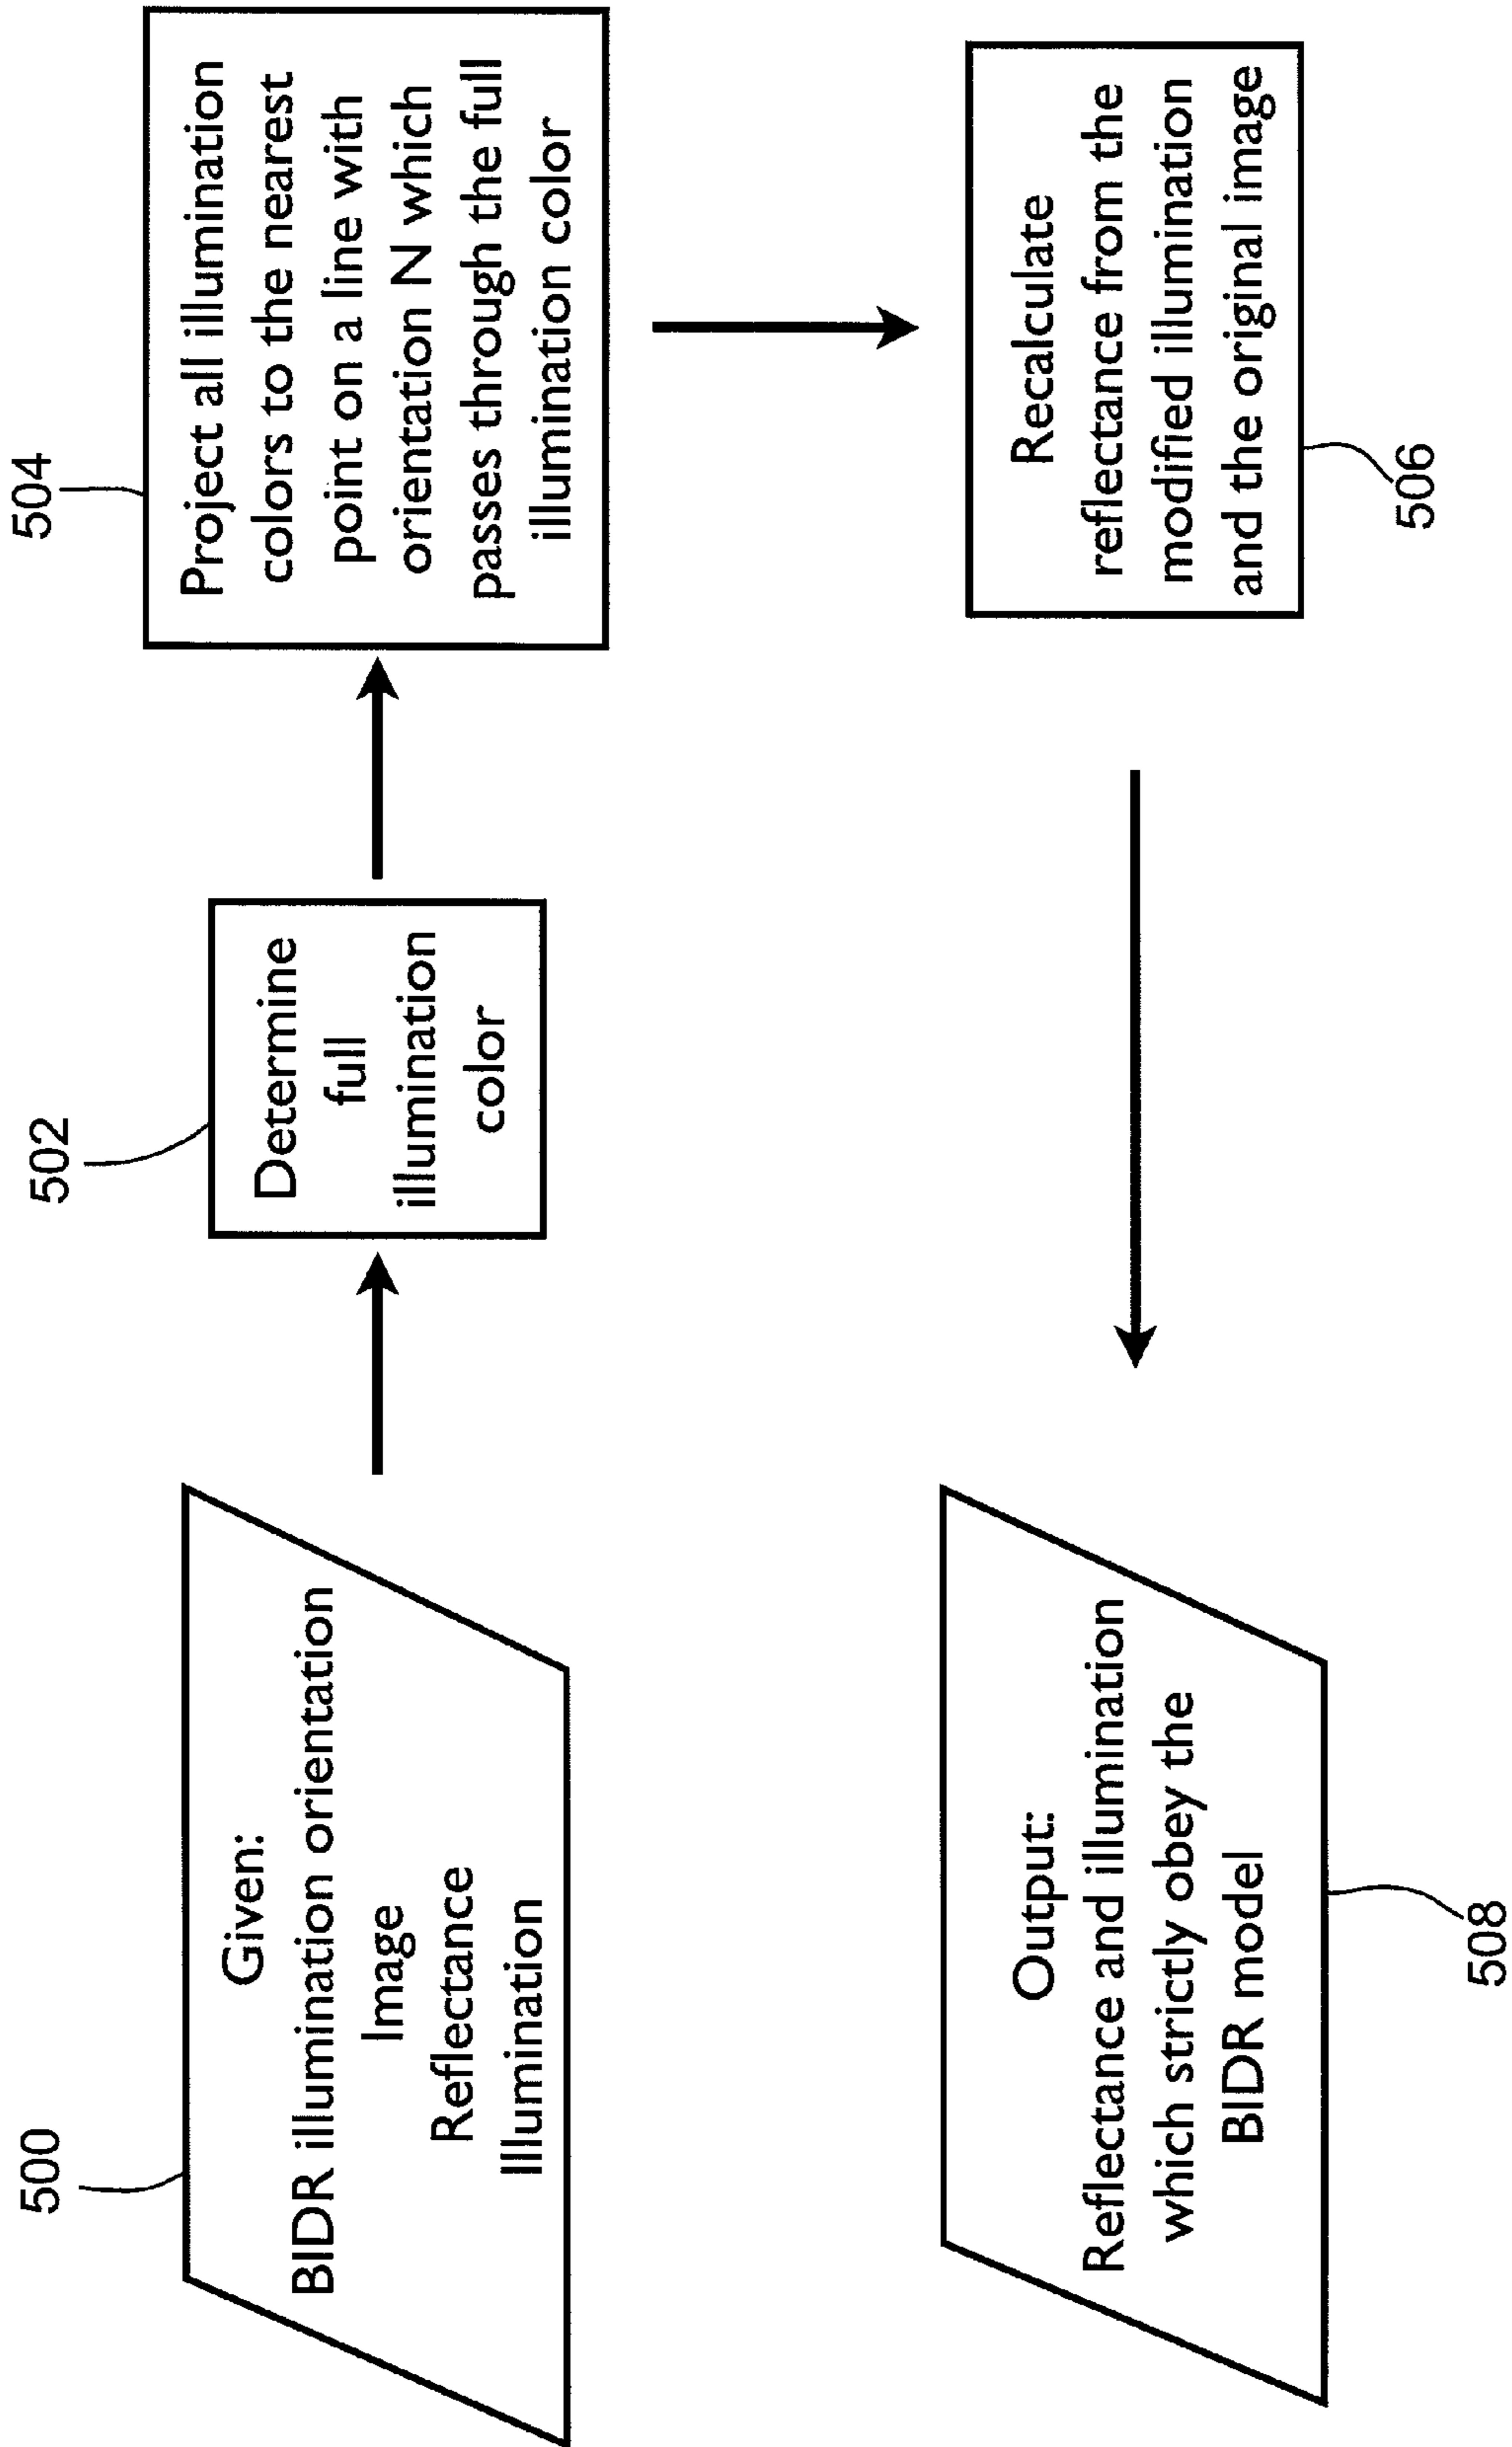 500
Given:
BIDR illumination orientation
Image
Reflectance
Illumination
502
Determine
full
illumination
color
504
Project all illumination
colors to the nearest
point on a line with
orientation N which
passes through the full
illumination color
Recalculate
reflectance from the
modified illumination
and the original image
506
Output:
Reflectance and illumination
which strictly obey the
BIDR model
508